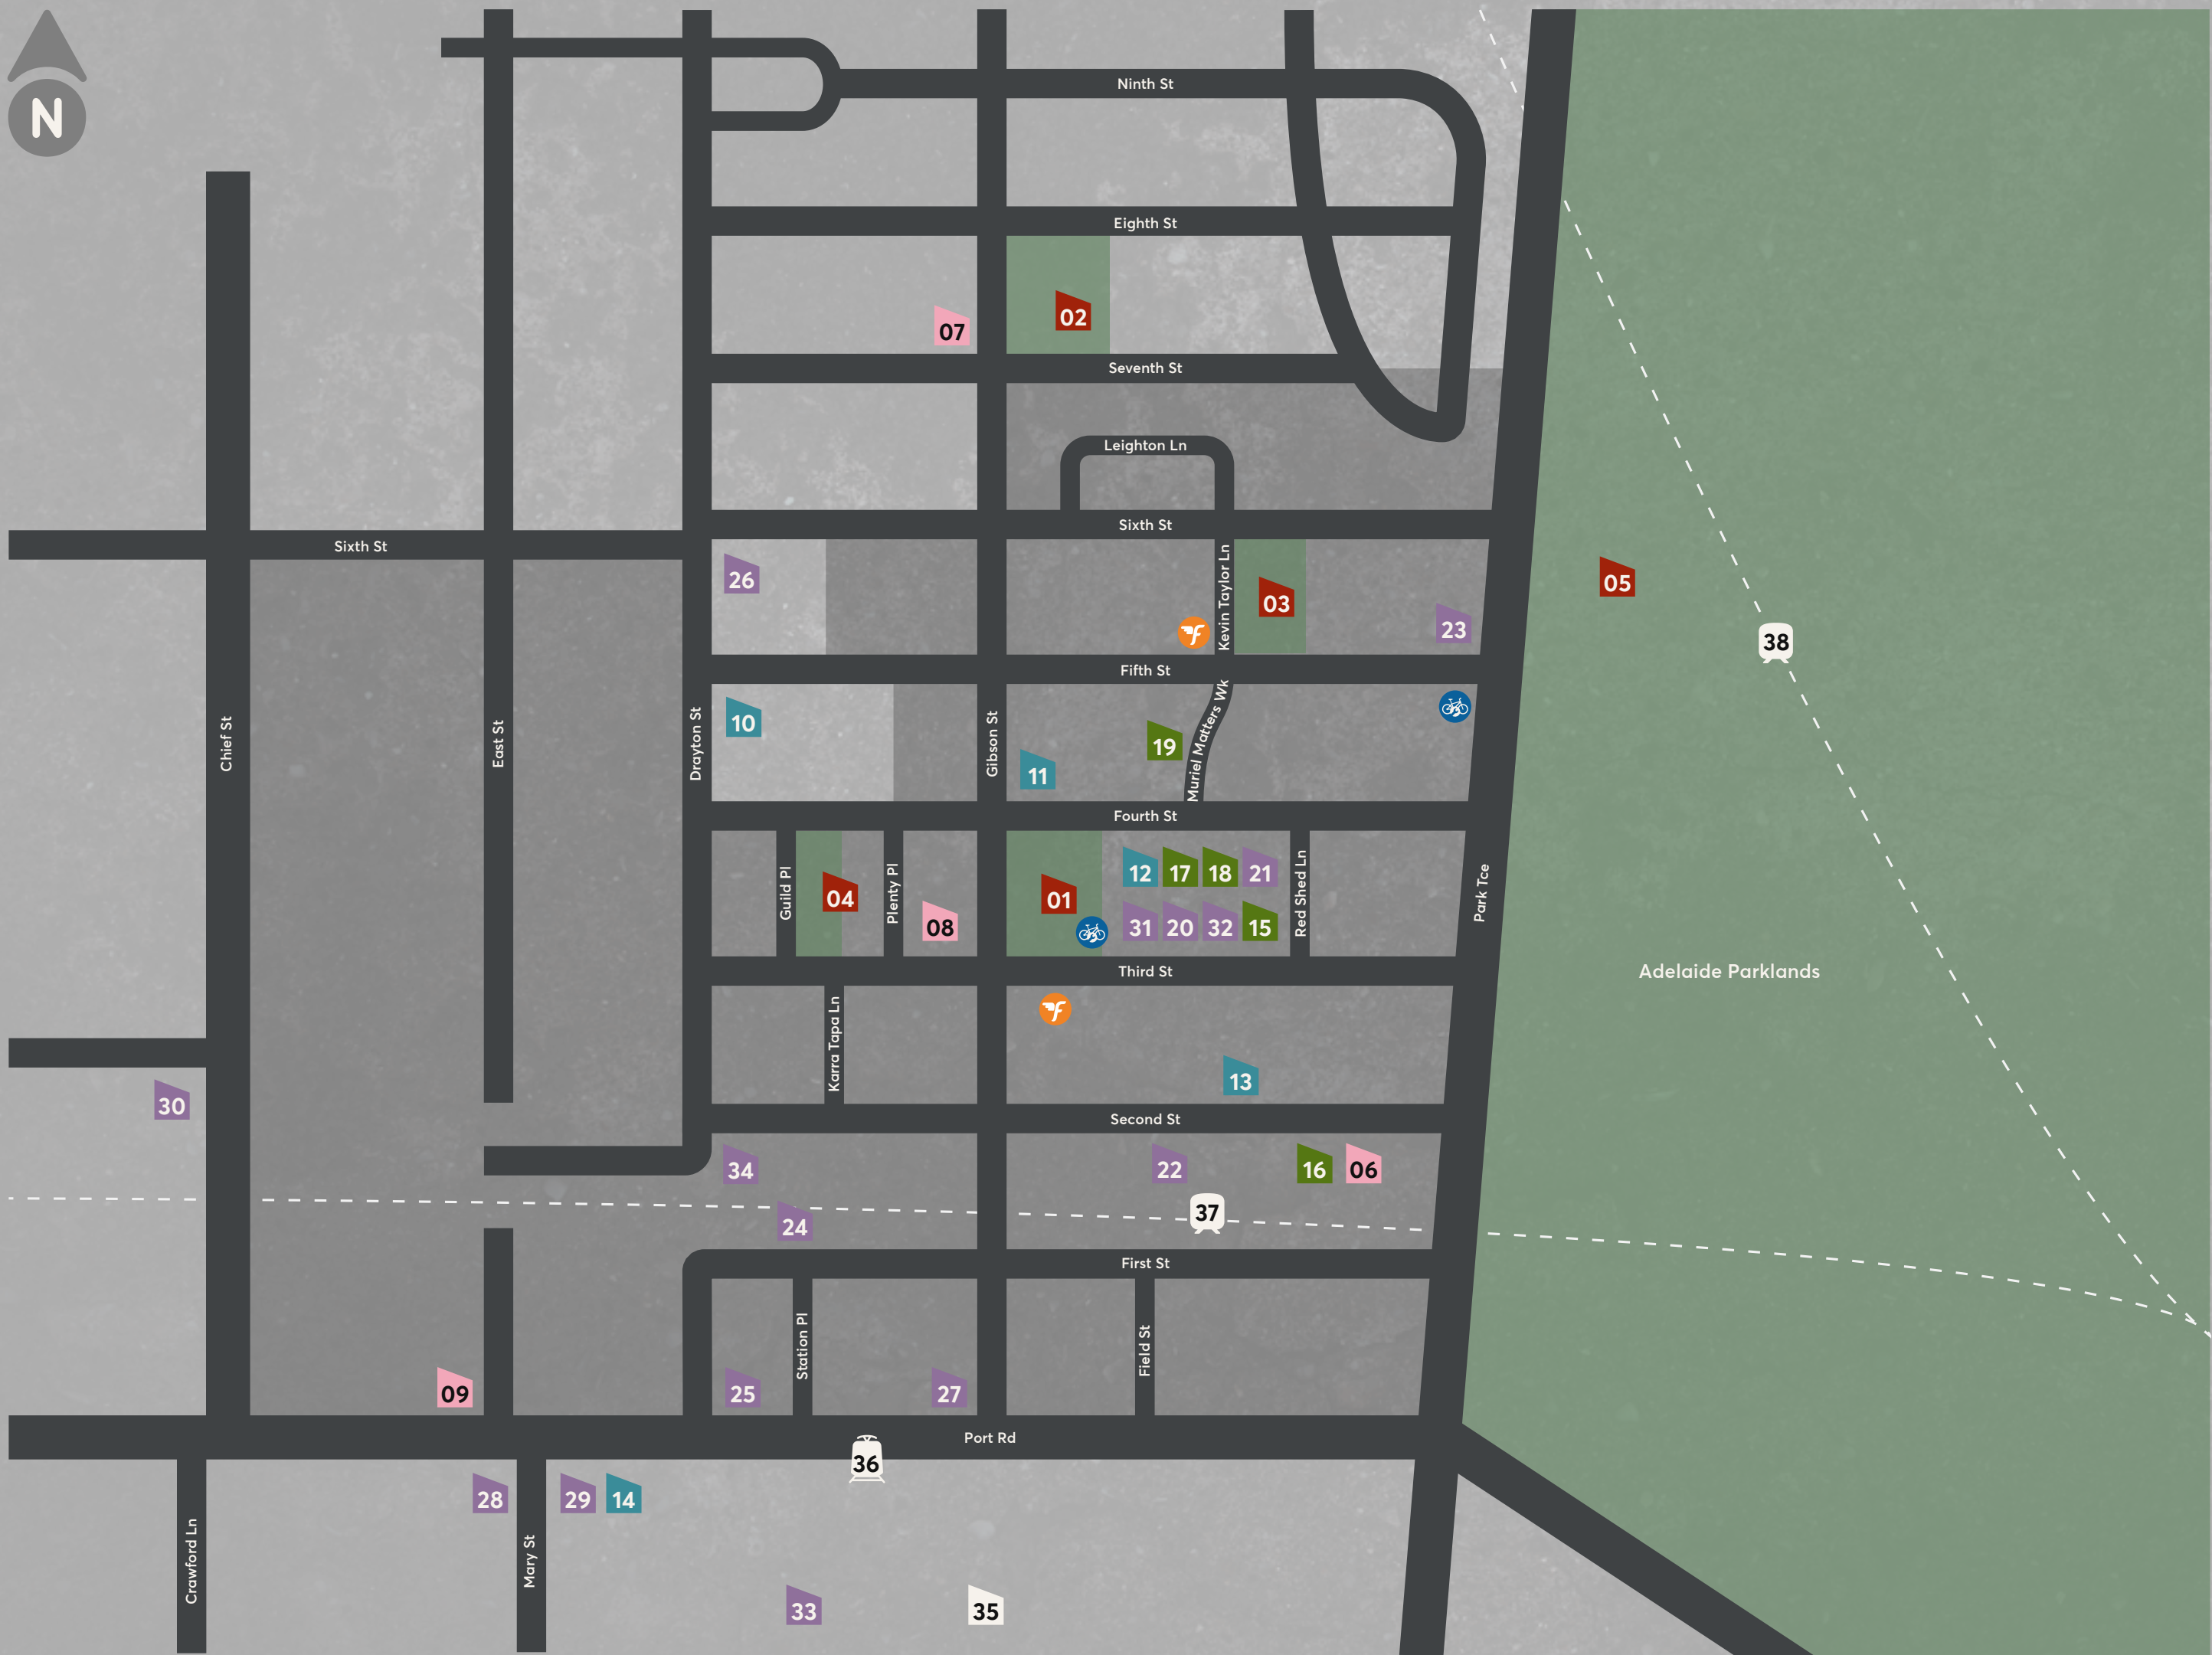 N
Ninth St
Eighth St
07
02
Seventh St
Leighton Ln
Sixth St
Sixth St
26
Kevin Taylor Ln
03
23
05
38
Fifth St
10
19
11
Muriel Matters Wk
Chief St
East St
Drayton St
Gibson St
Fourth St
Guild Pl
04
Plenty Pl
08
01
12 17 18 21
31 20 32 15
Red Shed Ln
Park Tce
Third St
Adelaide Parklands
Karra Tapa Ln
13
30
Second St
34
22
16
06
24
37
First St
Station Pl
Field St
09
25
27
Port Rd
36
28
29
14
Crawford Ln
Mary St
33
35